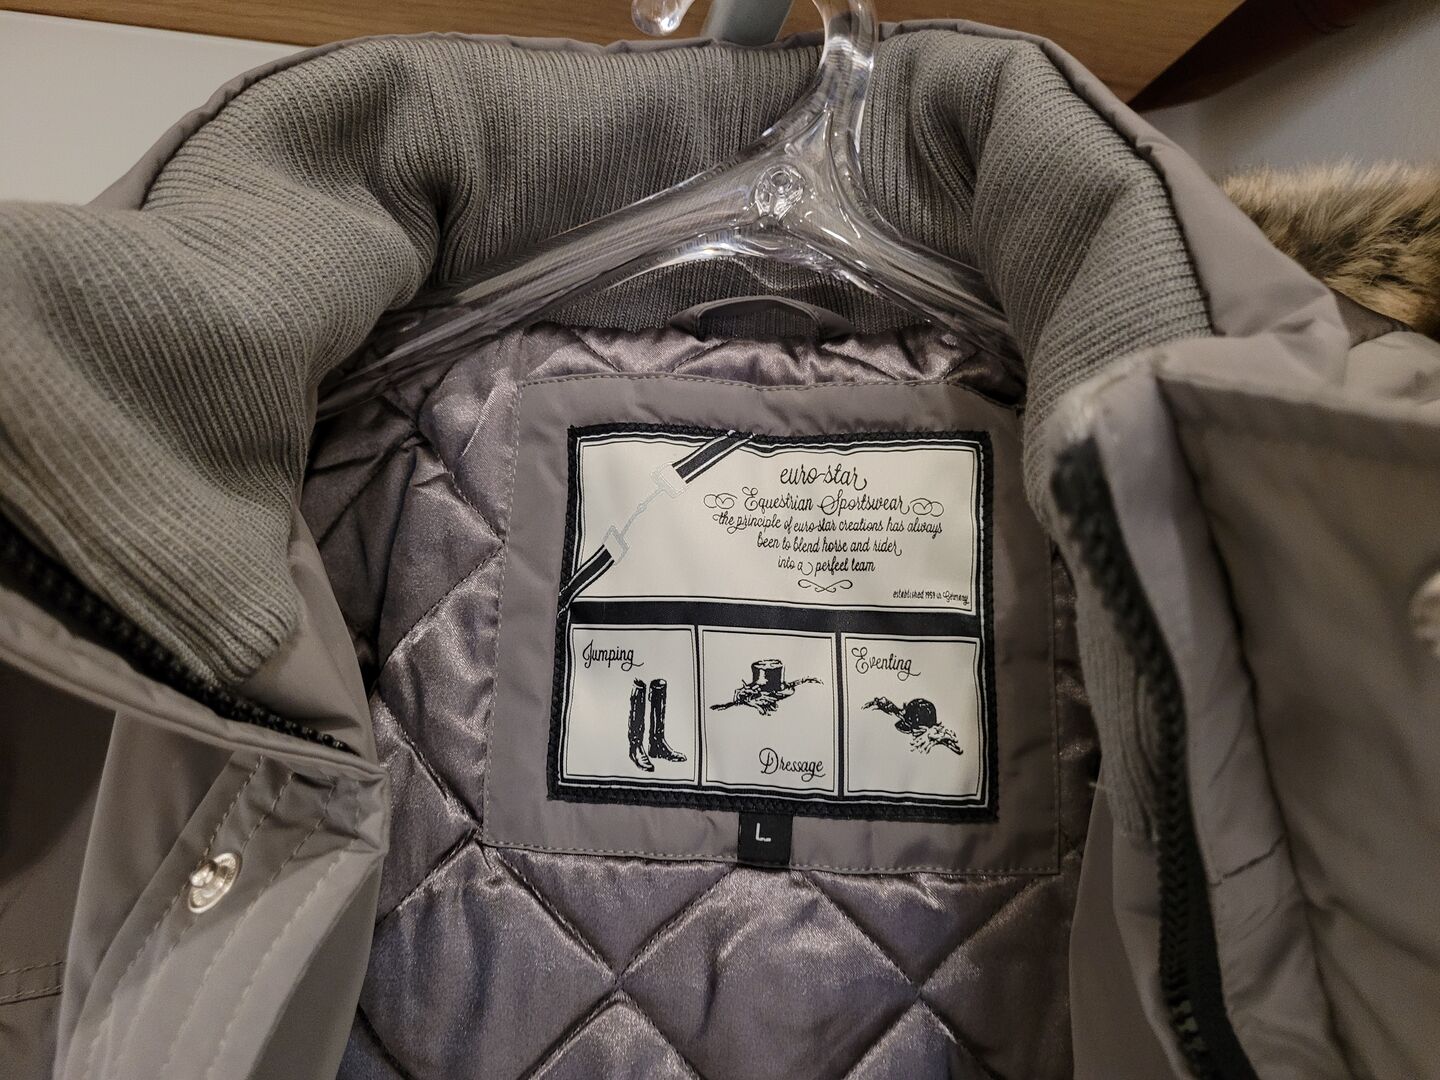 euro-star
Equestrian Sportswear
the principle of euro-star creations has always
been to blend horse and rider
into a perfect team
established 1959 in Germany
Jumping
Dressage
Eventing
L